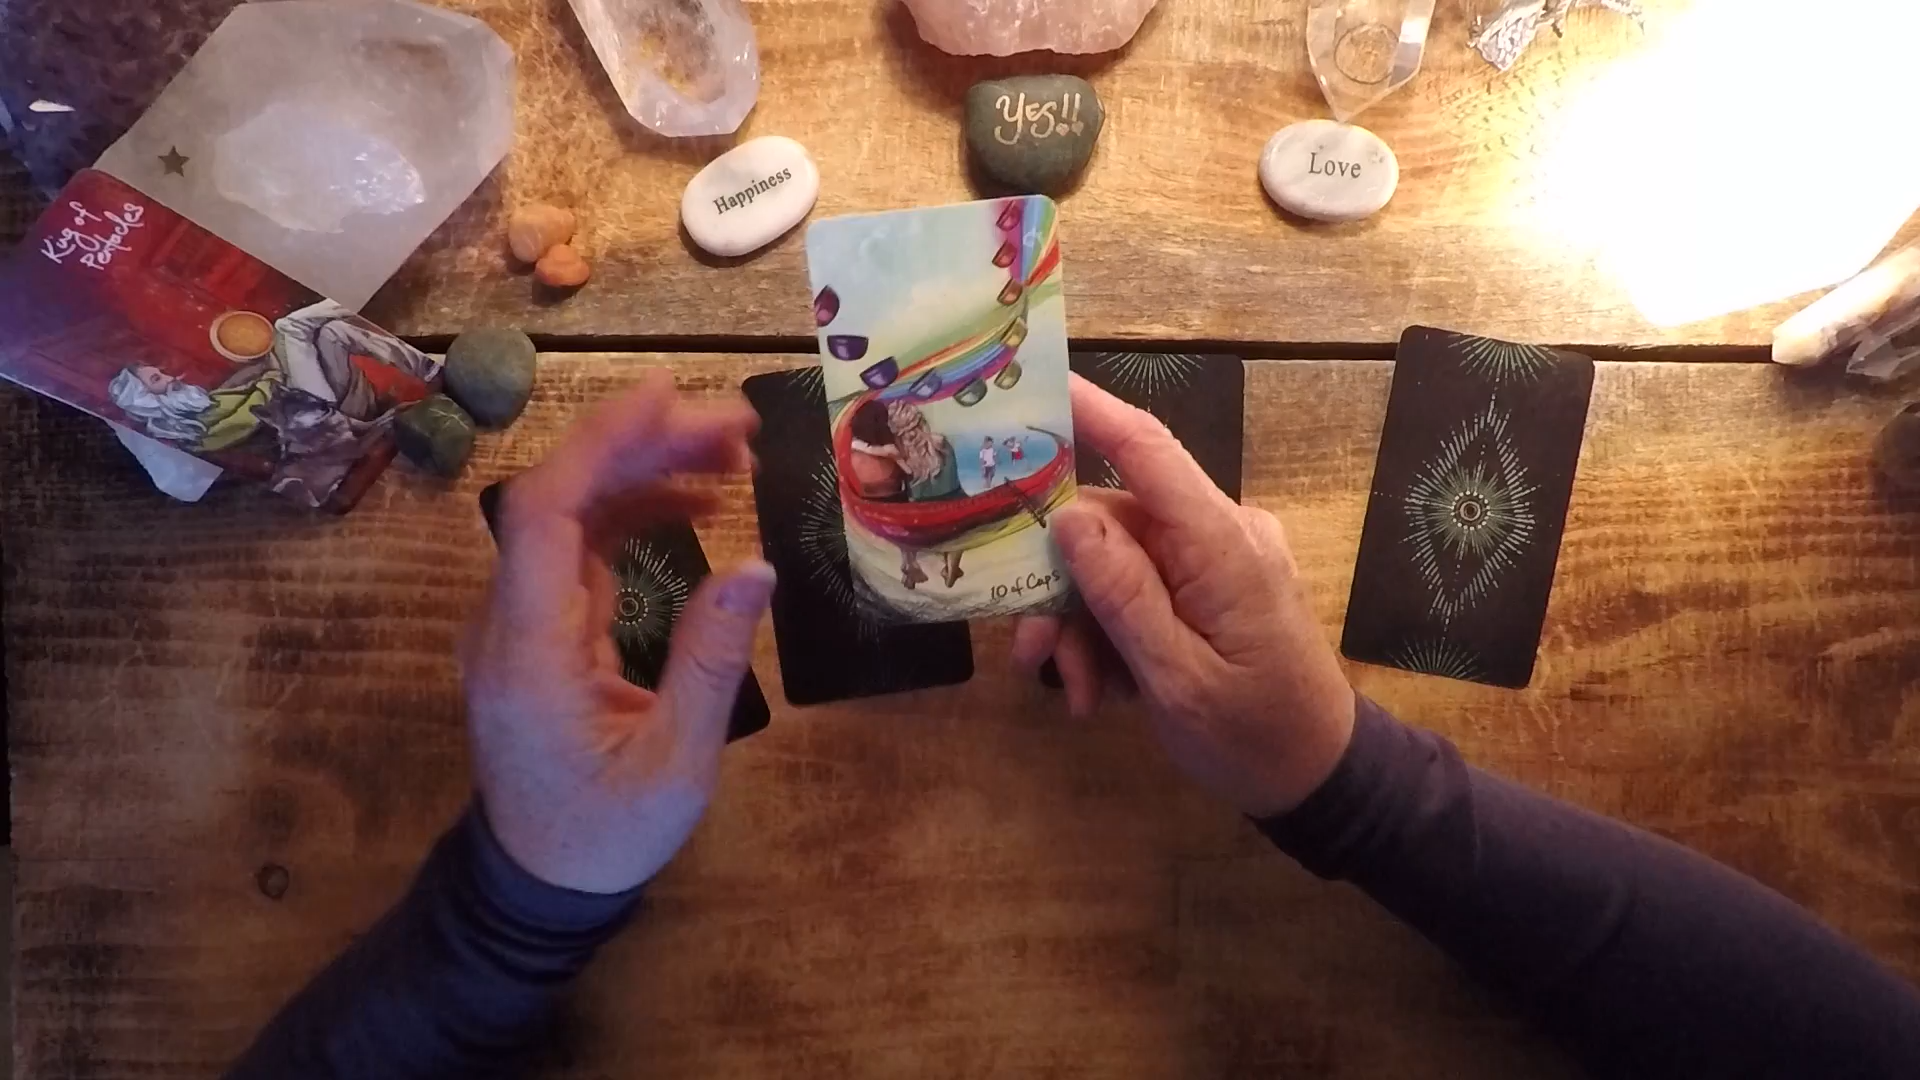 YES!!
Happiness
Love
King of
Pentacles
10 of Cups